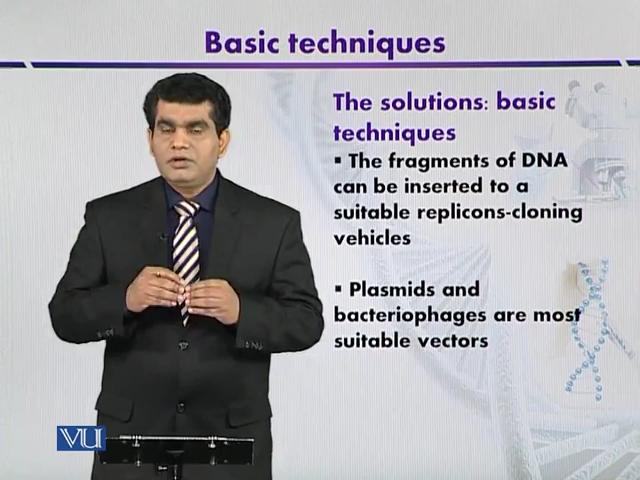 Basic techniques
The solutions: basic
techniques
▪ The fragments of DNA
can be inserted to a
suitable replicons-cloning
vehicles
▪ Plasmids and
bacteriophages are most
suitable vectors
VU